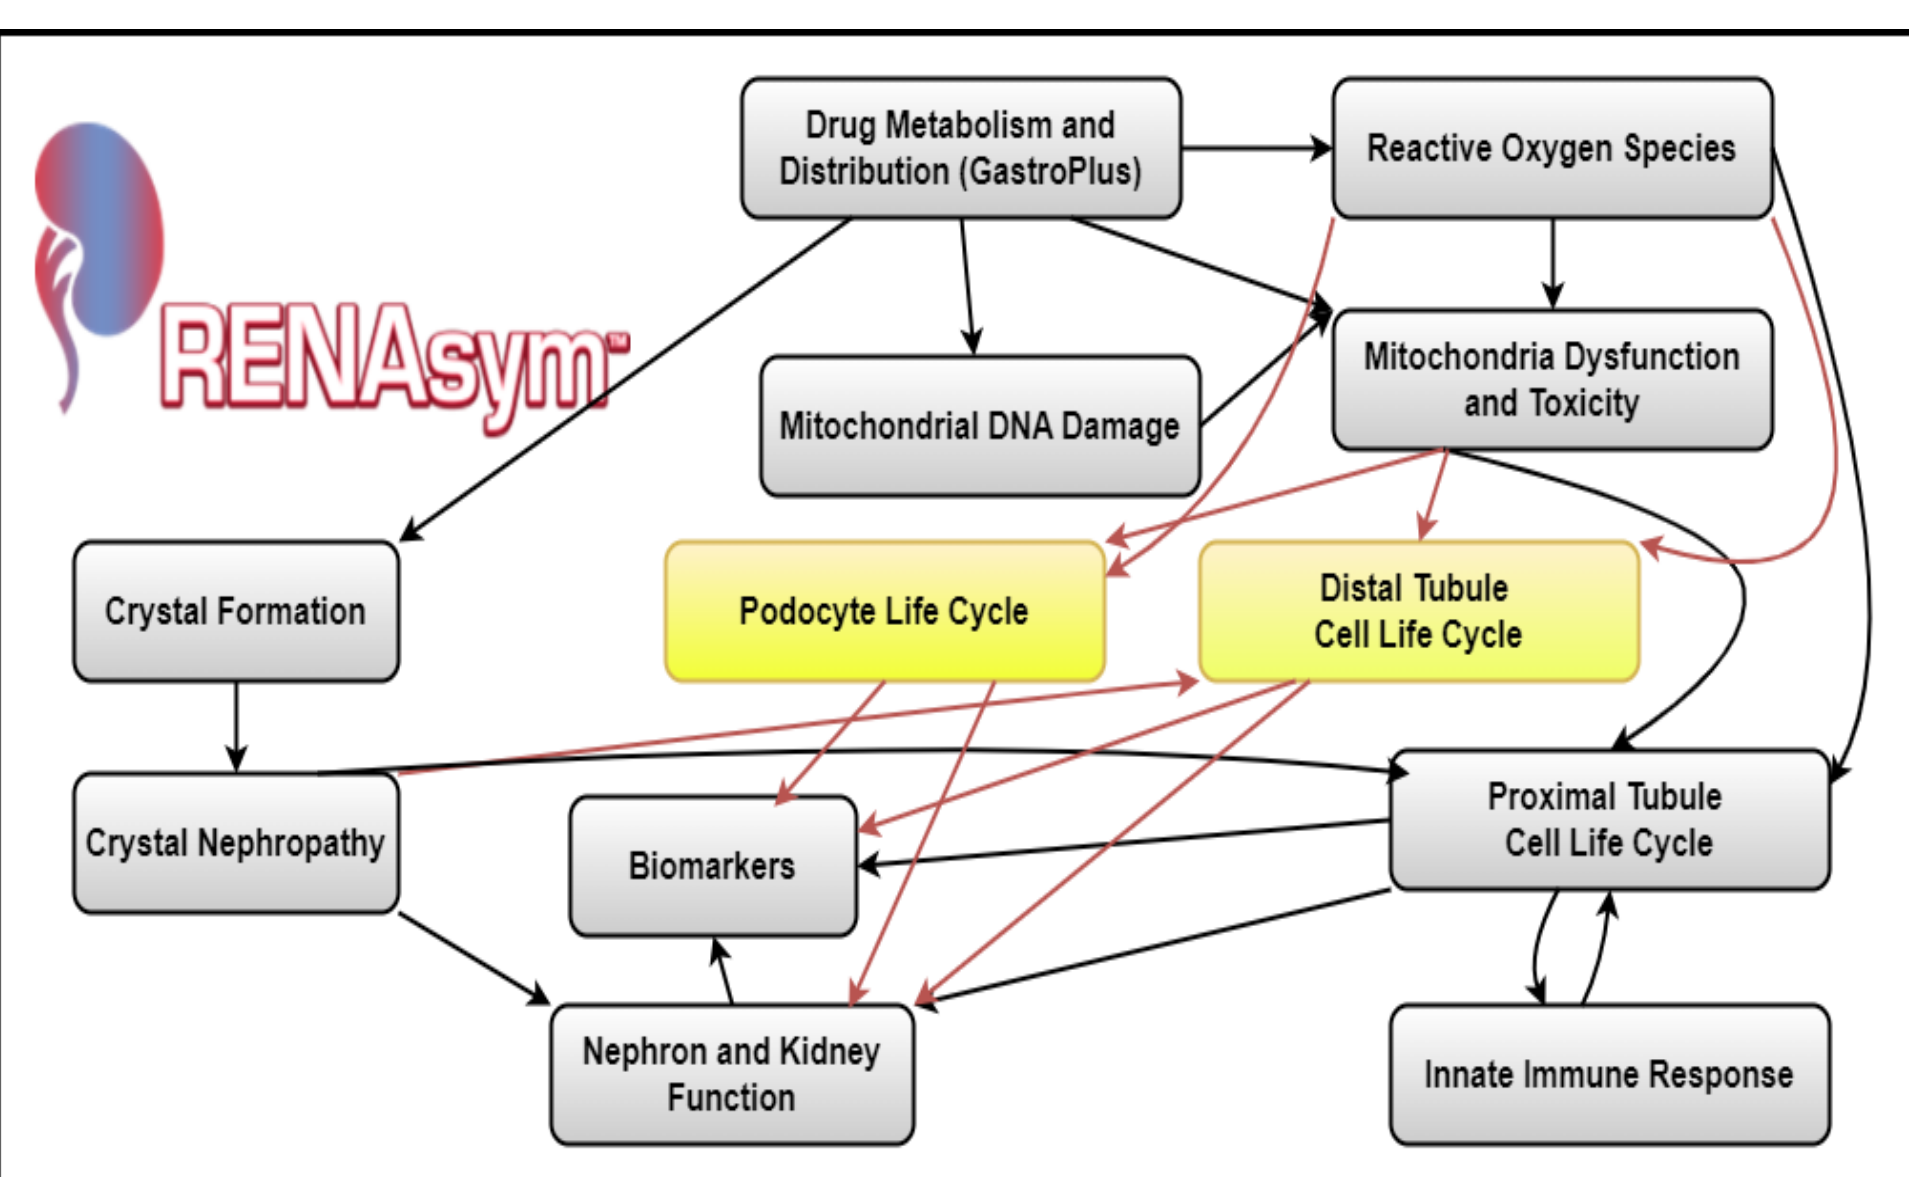 Drug Metabolism and
Distribution (GastroPlus)
Reactive Oxygen Species
RENAsym™
Mitochondria Dysfunction
and Toxicity
Mitochondrial DNA Damage
Crystal Formation
Podocyte Life Cycle
Distal Tubule
Cell Life Cycle
Crystal Nephropathy
Biomarkers
Proximal Tubule
Cell Life Cycle
Nephron and Kidney
Function
Innate Immune Response